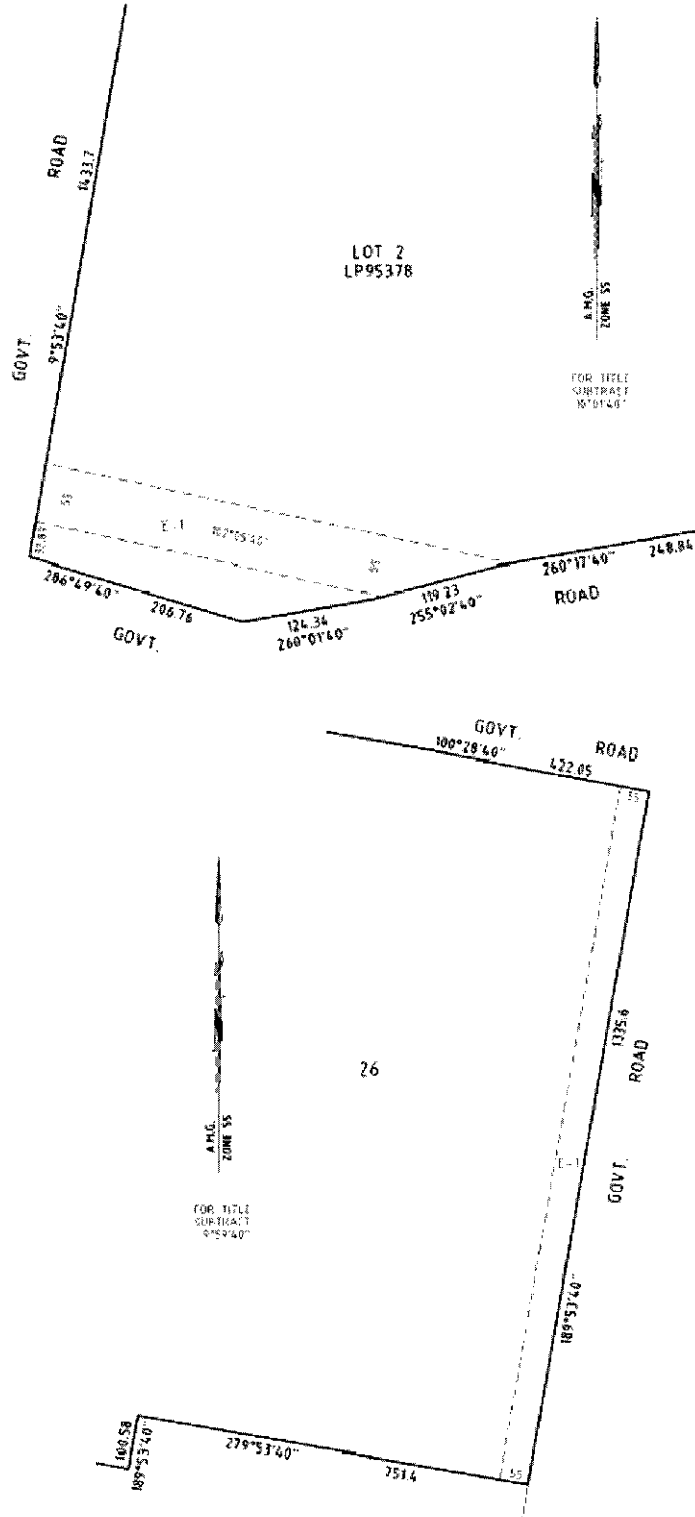 ROAD
1433.7
GOVT.
9°53'40"
LOT 2
LP95378
A.M.G.
ZONE 55
FOR TITLE
SUBTRACT
10°01'40"
E-1
102°05'40"
286°49'40"
206.76
GOVT.
124.34
260°01'40"
119.23
255°02'40"
260°17'40"
248.84
ROAD
GOVT.
100°28'40"
422.05
ROAD
55
1335.6
ROAD
26
A.M.G.
ZONE 55
FOR TITLE
SUBTRACT
9°59'40"
E-1
GOVT.
189°53'40"
100.58
189°53'40"
279°53'40"
751.4
55